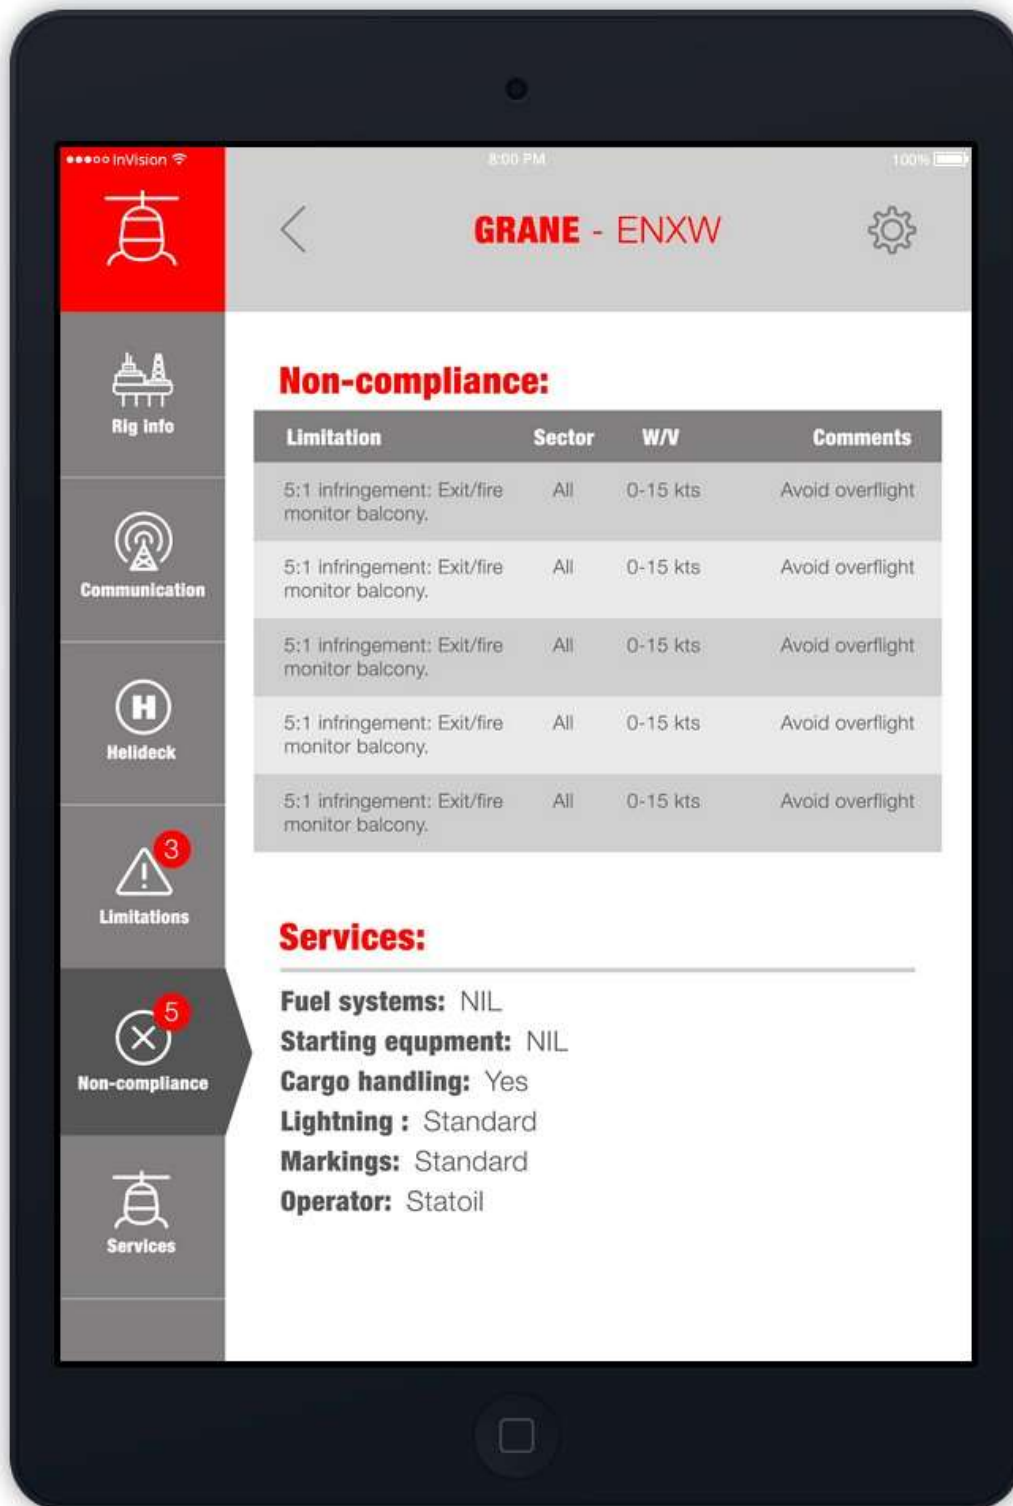 InVision
8:00 PM
100%
GRANE - ENXW
Rig info
Communication
H
Helideck
3
Limitations
5
Non-compliance
Services
Non-compliance:
Limitation Sector W/V Comments
5:1 infringement: Exit/fire All 0-15 kts Avoid overflight
monitor balcony.
5:1 infringement: Exit/fire All 0-15 kts Avoid overflight
monitor balcony.
5:1 infringement: Exit/fire All 0-15 kts Avoid overflight
monitor balcony.
5:1 infringement: Exit/fire All 0-15 kts Avoid overflight
monitor balcony.
5:1 infringement: Exit/fire All 0-15 kts Avoid overflight
monitor balcony.
Services:
Fuel systems: NIL
Starting equpment: NIL
Cargo handling: Yes
Lightning : Standard
Markings: Standard
Operator: Statoil